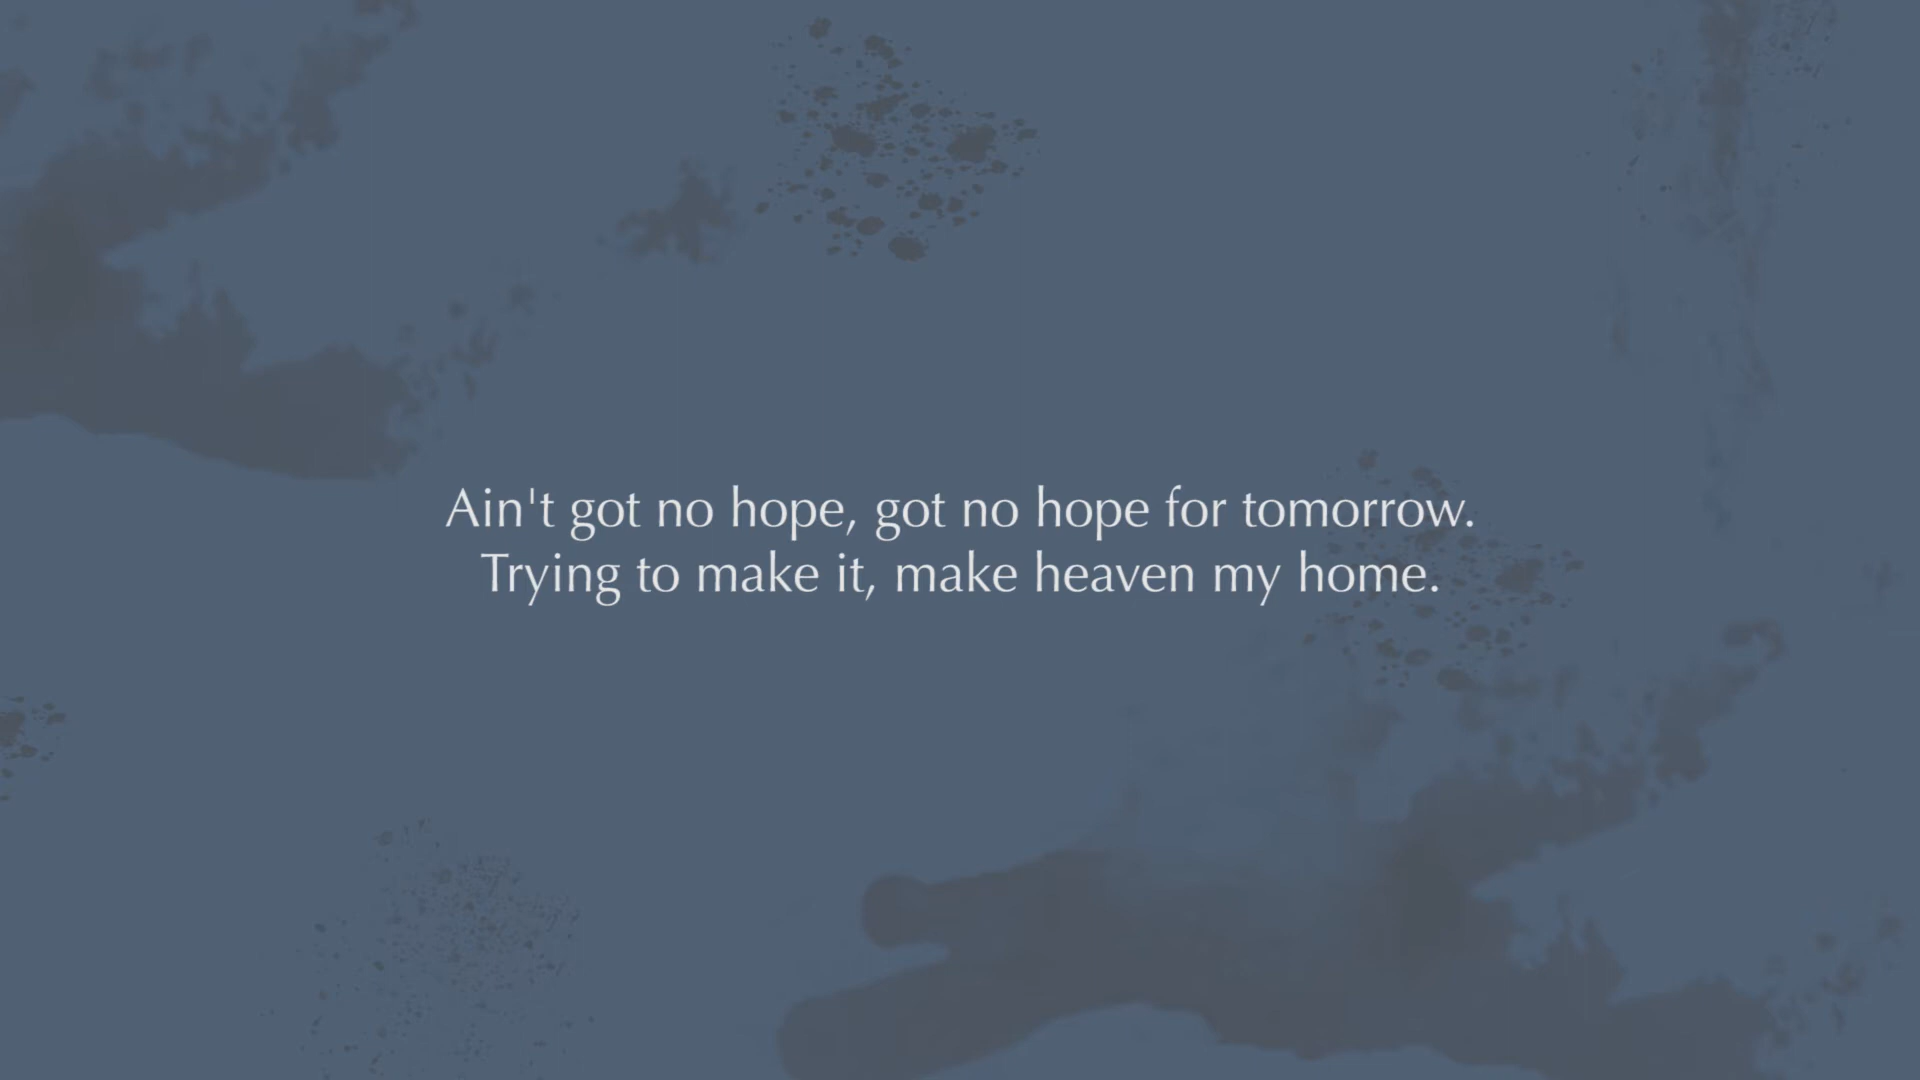 Ain't got no hope, got no hope for tomorrow.
Trying to make it, make heaven my home.